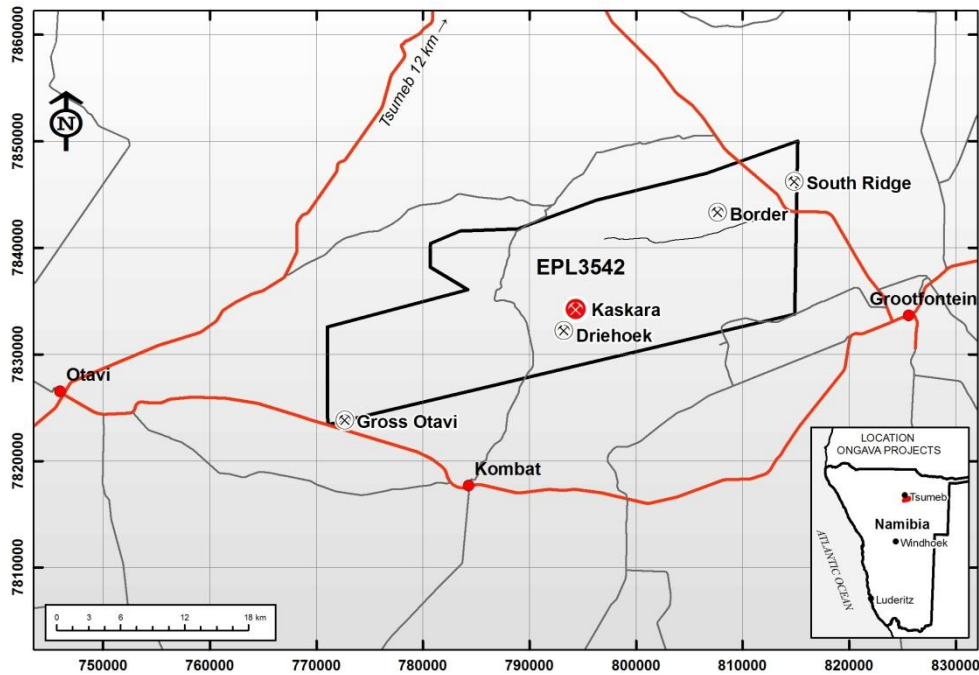 7860000
7850000
7840000
7830000
7820000
7810000
Tsumeb 12 km →
N
South Ridge
Border
EPL3542
Kaskara
Driehoek
Grootfontein
Otavi
Gross Otavi
Kombat
0 3 6 12 18 km
LOCATION
ONGAVA PROJECTS
Tsumeb
Namibia
Windhoek
ATLANTIC OCEAN
Luderitz
750000 760000 770000 780000 790000 800000 810000 820000 830000